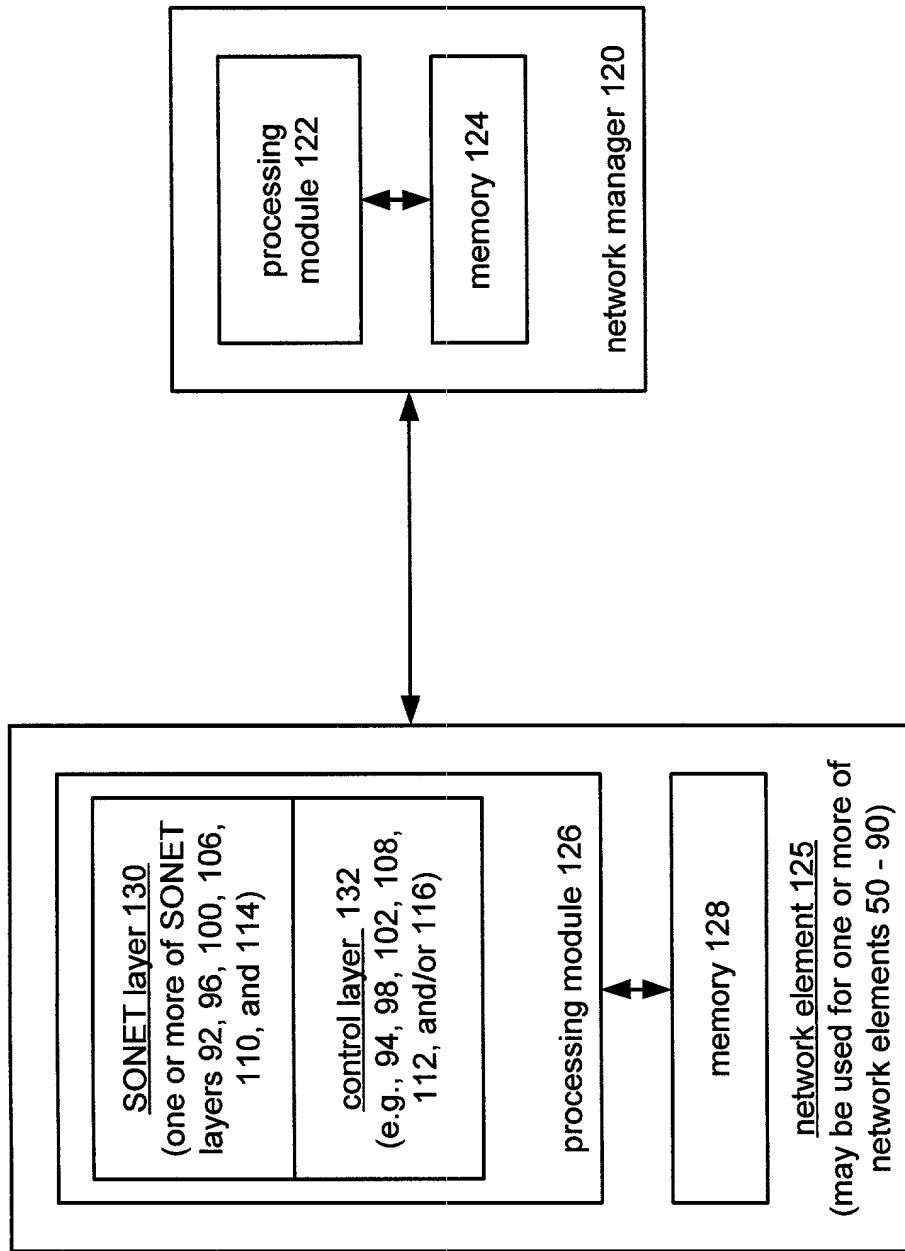 SONET layer 130
(one or more of SONET
layers 92, 96, 100, 106,
110, and 114)
control layer 132
(e.g., 94, 98, 102, 108,
112, and/or 116)
processing module 126
memory 128
network element 125
(may be used for one or more of
network elements 50 - 90)
processing
module 122
memory 124
network manager 120